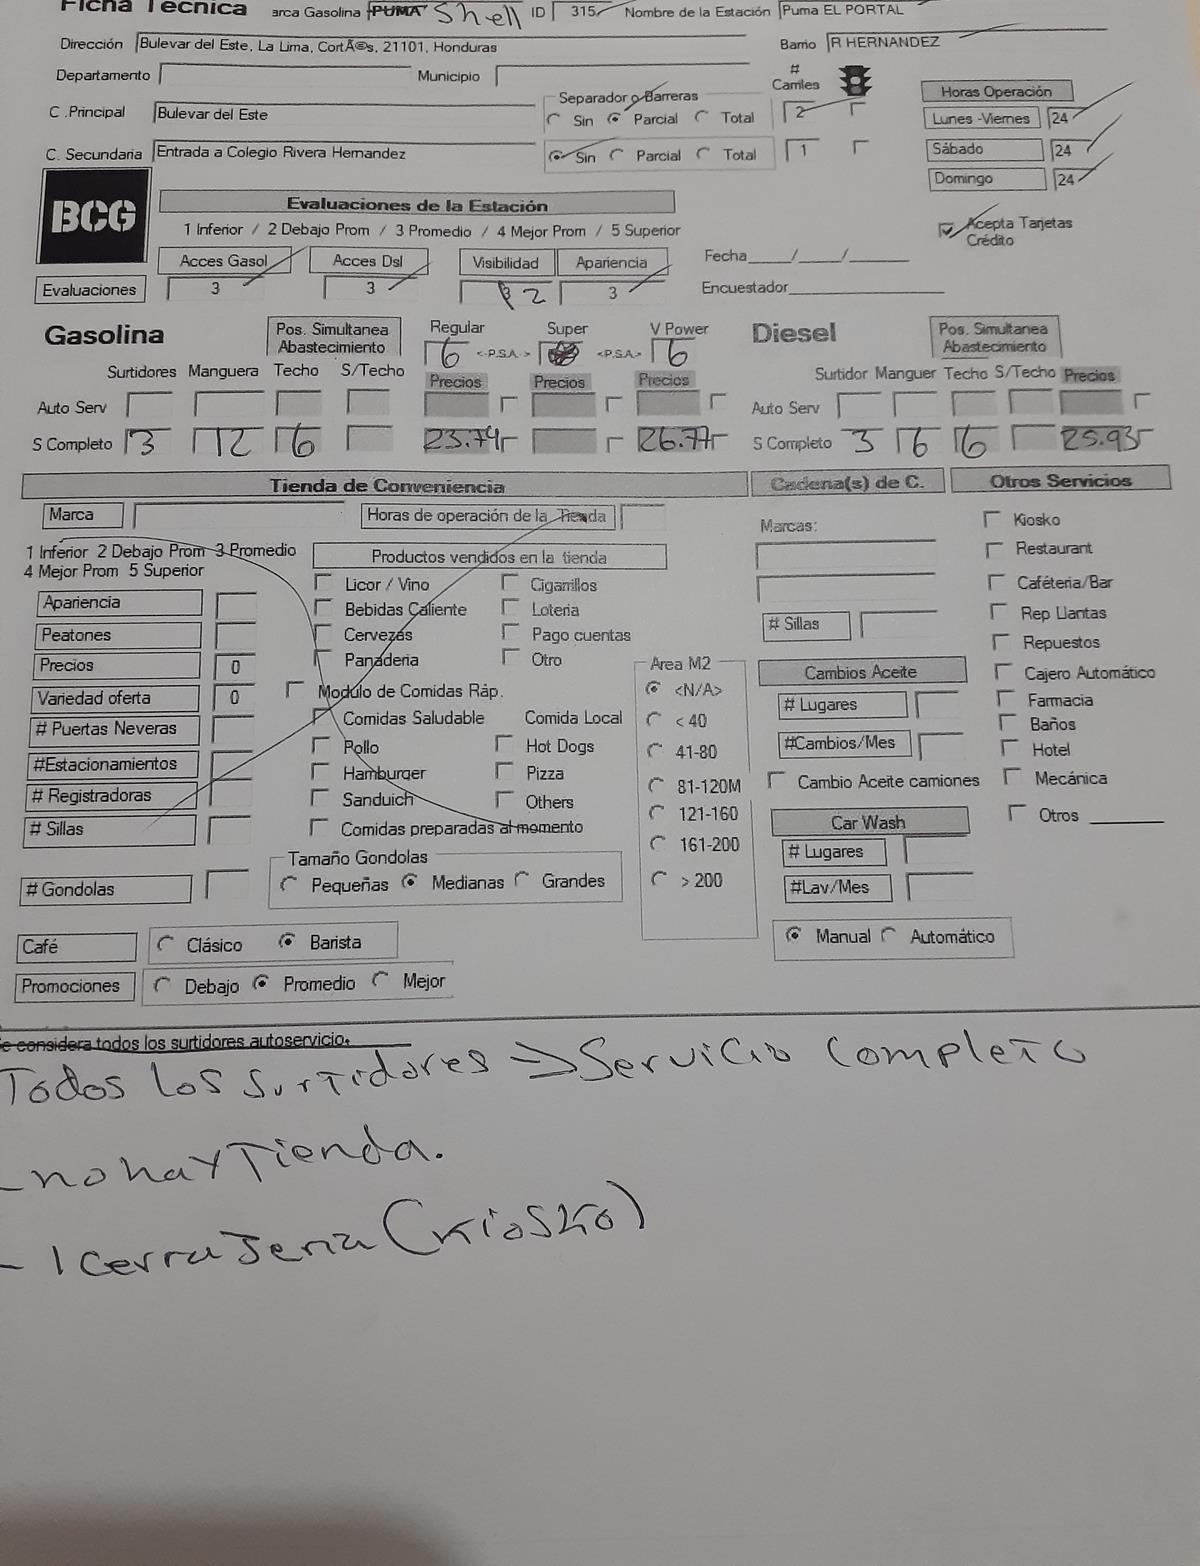 Ficha Técnica arca Gasolina PUMA Shell ID 315 Nombre de la Estación Puma EL PORTAL
Dirección Bulevar del Este, La Lima, CortÃ©s, 21101, Honduras Barrio R HERNANDEZ
Departamento Municipio # Carriles
C .Principal Bulevar del Este Separador o Barreras Sin Parcial Total 2
C. Secundaria Entrada a Colegio Rivera Hernandez Sin Parcial Total 1
Horas Operación
Lunes -Viernes 24
Sábado 24
Domingo 24
BCG
Evaluaciones de la Estación
1 Inferior / 2 Debajo Prom / 3 Promedio / 4 Mejor Prom / 5 Superior
Acepta Tarjetas Crédito
Acces Gasol Acces Dsl Visibilidad Apariencia Fecha____/____/______
Evaluaciones 3 3 2 3 Encuestador
Gasolina Pos. Simultanea Abastecimiento Regular Super V Power
6 <-P.S.A.-> <-P.S.A.> 6
Surtidores Manguera Techo S/Techo Precios Precios Precios
Auto Serv
S Completo 3 12 6 23.74 26.77
Diesel Pos. Simultanea Abastecimiento
Surtidor Manguer Techo S/Techo Precios
Auto Serv
S Completo 3 6 6 25.93
Tienda de Conveniencia
Marca Horas de operación de la Tienda
1 Inferior 2 Debajo Prom 3 Promedio
4 Mejor Prom 5 Superior
Apariencia
Peatones
Precios 0
Variedad oferta 0
# Puertas Neveras
#Estacionamientos
# Registradoras
# Sillas
# Gondolas
Productos vendidos en la tienda
Licor / Vino Cigarrillos
Bebidas Caliente Loteria
Cervezas Pago cuentas
Panaderia Otro
Modulo de Comidas Ráp.
Comidas Saludable Comida Local
Pollo Hot Dogs
Hamburger Pizza
Sanduich Others
Comidas preparadas al momento
Tamaño Gondolas
Pequeñas Medianas Grandes
Area M2
<N/A>
< 40
41-80
81-120M
121-160
161-200
> 200
Café Clásico Barista
Promociones Debajo Promedio Mejor
Cadena(s) de C.
Marcas:
# Sillas
Cambios Aceite
# Lugares
#Cambios/Mes
Cambio Aceite camiones
Car Wash
# Lugares
#Lav/Mes
Manual Automático
Otros Servicios
Kiosko
Restaurant
Caféteria/Bar
Rep Llantas
Repuestos
Cajero Automático
Farmacia
Baños
Hotel
Mecánica
Otros
considera todos los surtidores autoservicio.
Todos los surtidores => Servicio completo
- no hay Tienda.
- 1 cerrajeria (Kiosko)